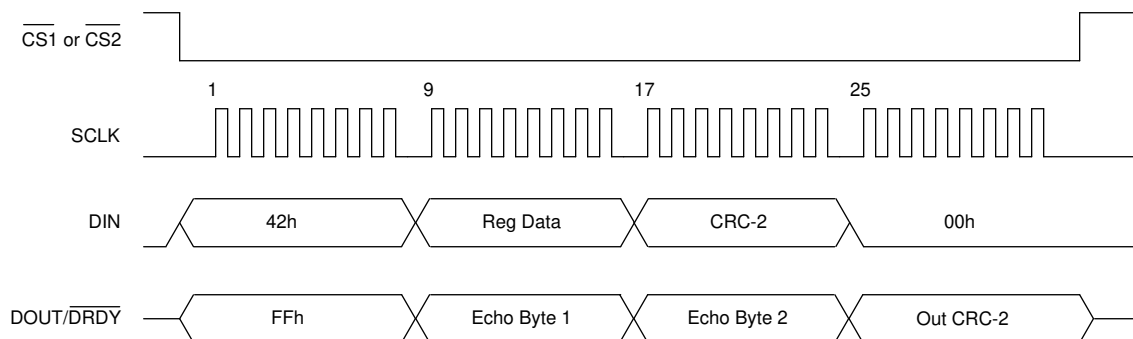 CS1 or CS2
1 9 17 25
SCLK
DIN 42h Reg Data CRC-2 00h
DOUT/DRDY FFh Echo Byte 1 Echo Byte 2 Out CRC-2